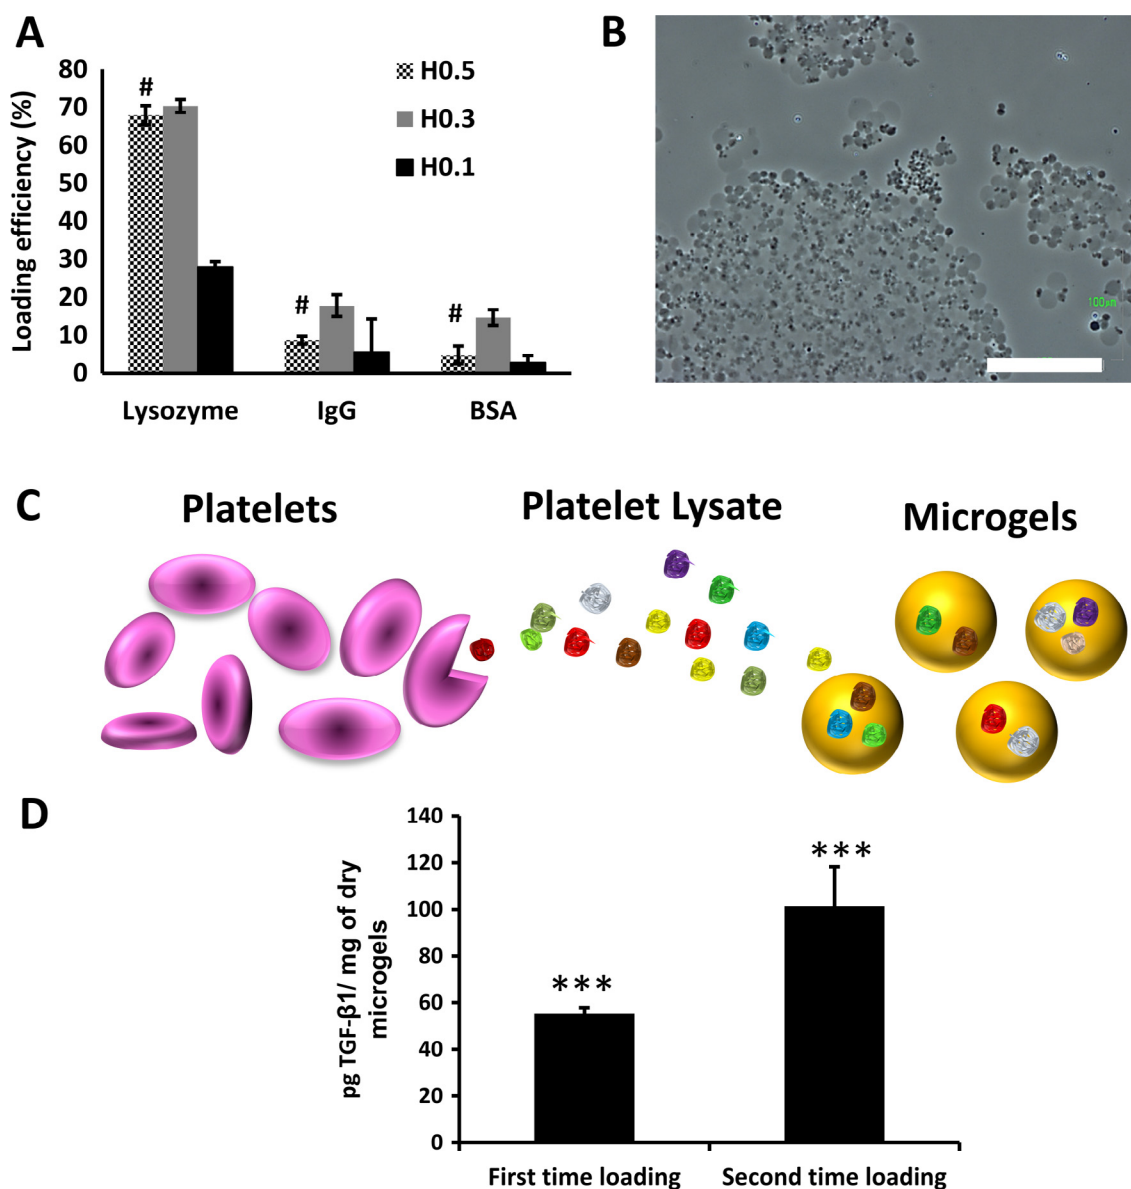 A
Loading efficiency (%)
80
70
60
50
40
30
20
10
0
#
#
#
H0.5
H0.3
H0.1
Lysozyme
IgG
BSA
B
100μm
C
Platelets
Platelet Lysate
Microgels
D
pg TGF-β1/ mg of dry
microgels
140
120
100
80
60
40
20
0
***
***
First time loading
Second time loading